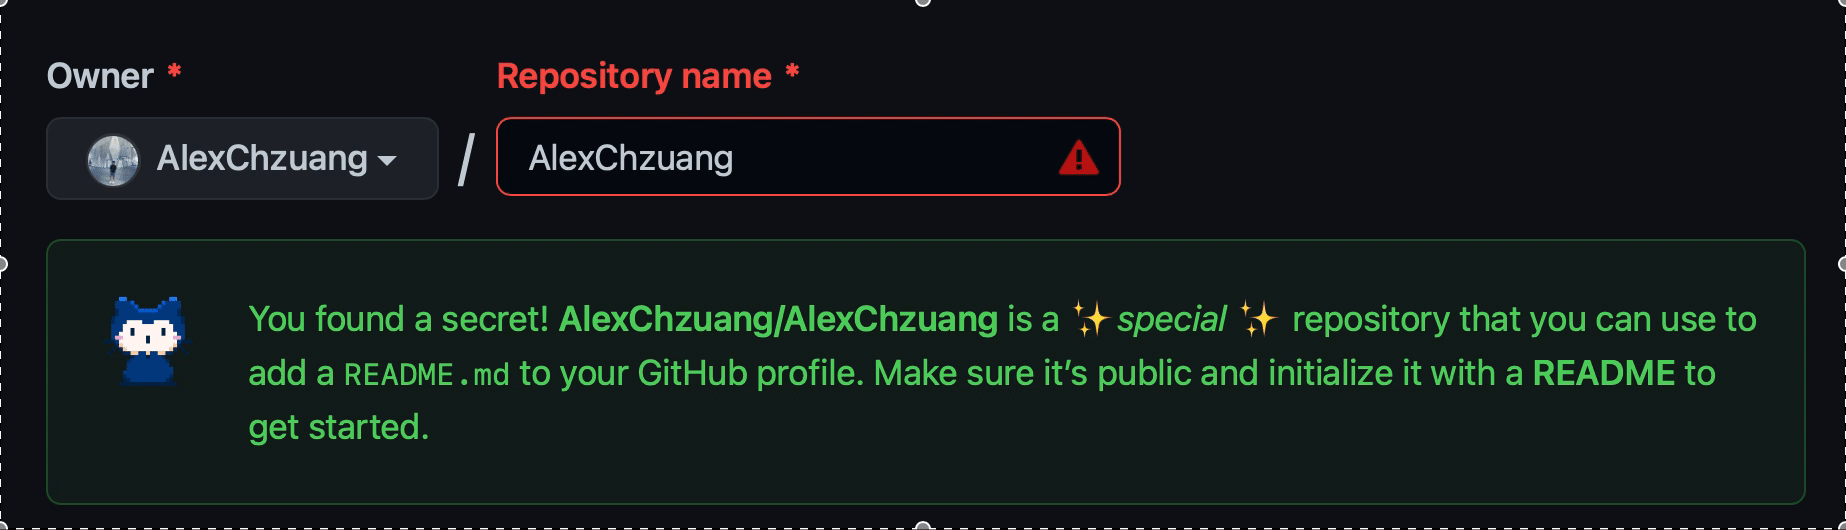 Owner *
Repository name *
AlexChzuang
/
AlexChzuang
You found a secret! AlexChzuang/AlexChzuang is a ✨ special ✨ repository that you can use to
add a README.md to your GitHub profile. Make sure it’s public and initialize it with a README to
get started.